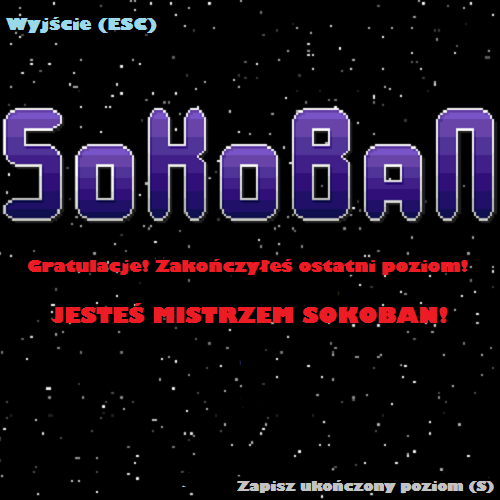 Wyjście (ESC)
SoKoBaN
Gratulacje! Zakończyłeś ostatni poziom!
JESTEŚ MISTRZEM SOKOBAN!
Zapisz ukończony poziom (S)